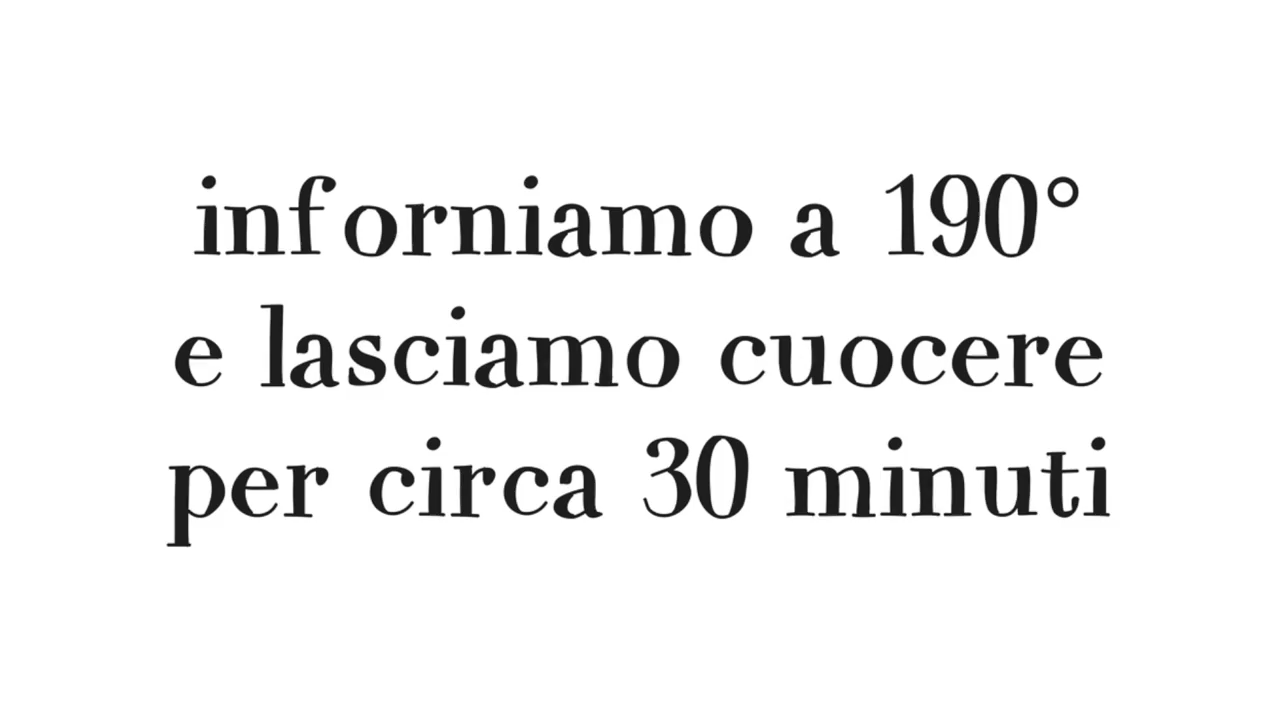 inforniamo a 190°
e lasciamo cuocere
per circa 30 minuti